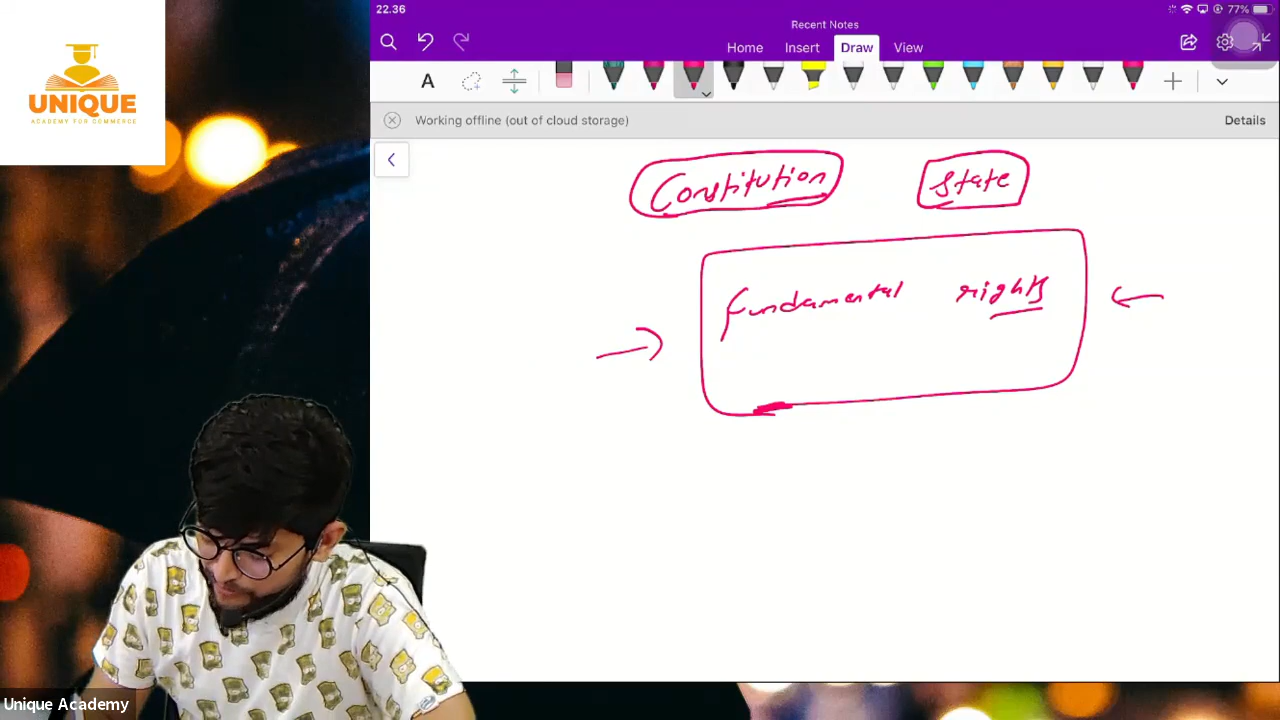 22.36
77%
Recent Notes
Home Insert Draw View
A
Working offline (out of cloud storage)
Details
UNIQUE
ACADEMY FOR COMMERCE
Constitution State
fundamental rights
Unique Academy